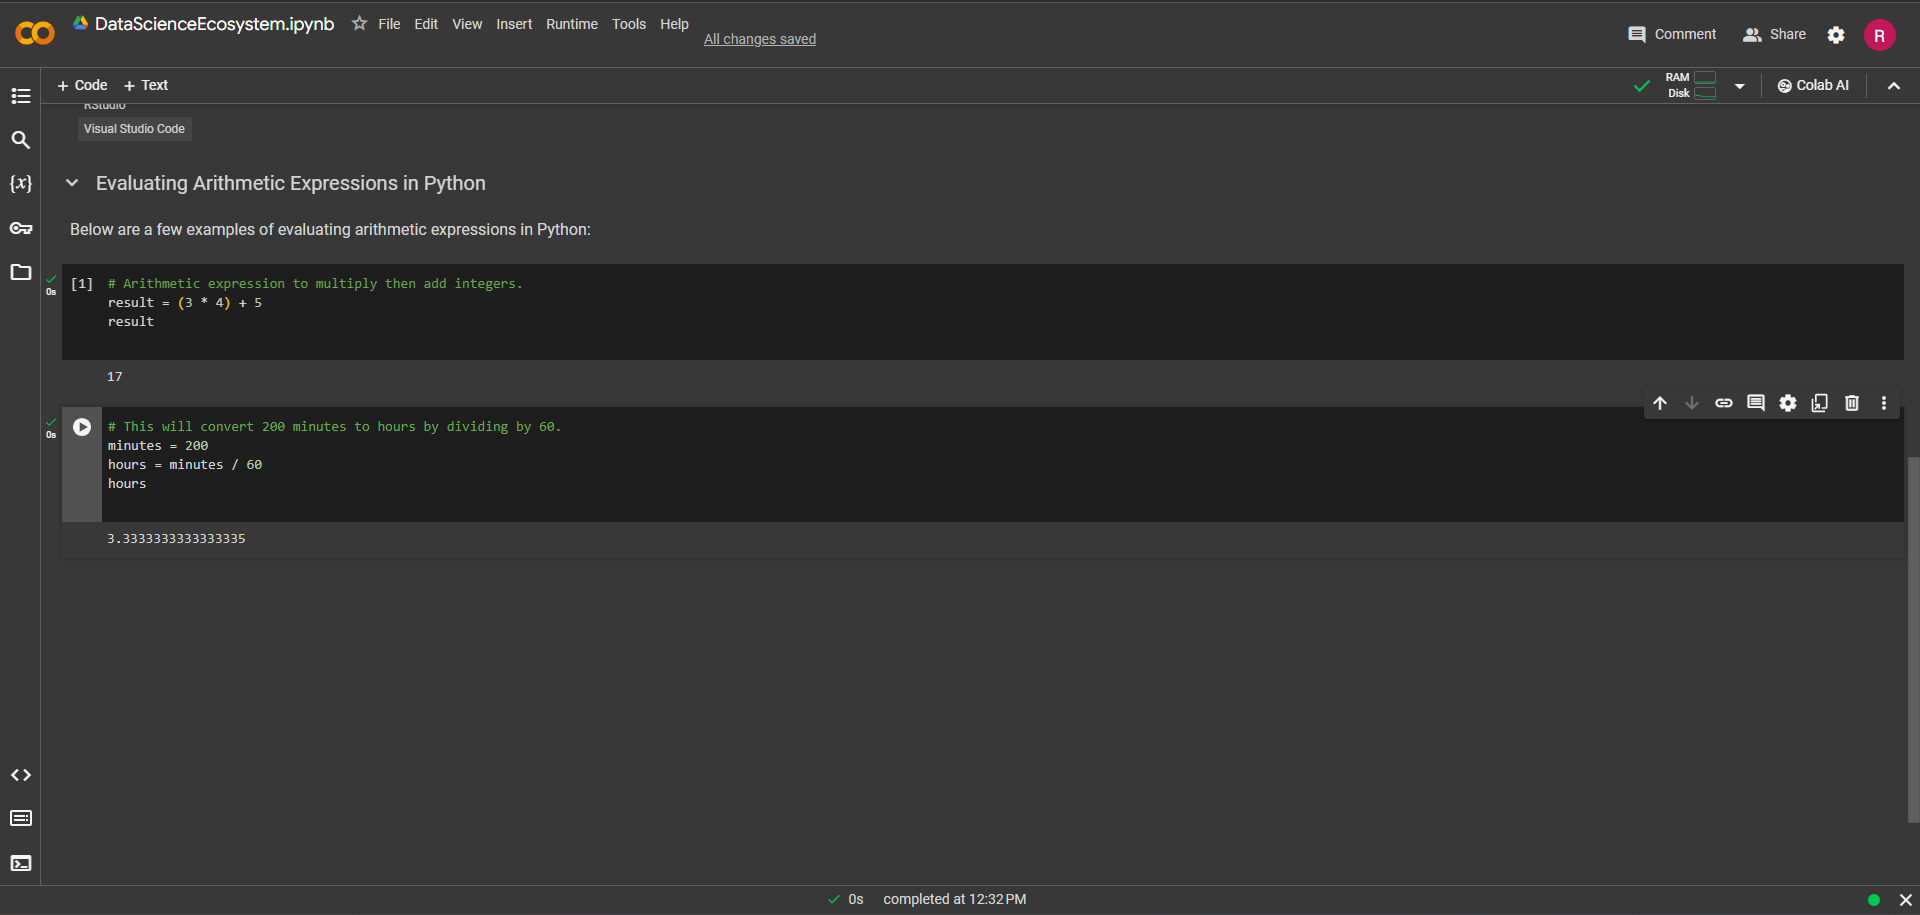 DataScienceEcosystem.ipynb
File Edit View Insert Runtime Tools Help
All changes saved
Comment
Share
R
+ Code + Text
RAM
Disk
Colab AI
RStudio
Visual Studio Code
{x}
Evaluating Arithmetic Expressions in Python
Below are a few examples of evaluating arithmetic expressions in Python:
0s
[1] # Arithmetic expression to multiply then add integers.
result = (3 * 4) + 5
result
17
0s
# This will convert 200 minutes to hours by dividing by 60.
minutes = 200
hours = minutes / 60
hours
3.3333333333333335
0s completed at 12:32 PM